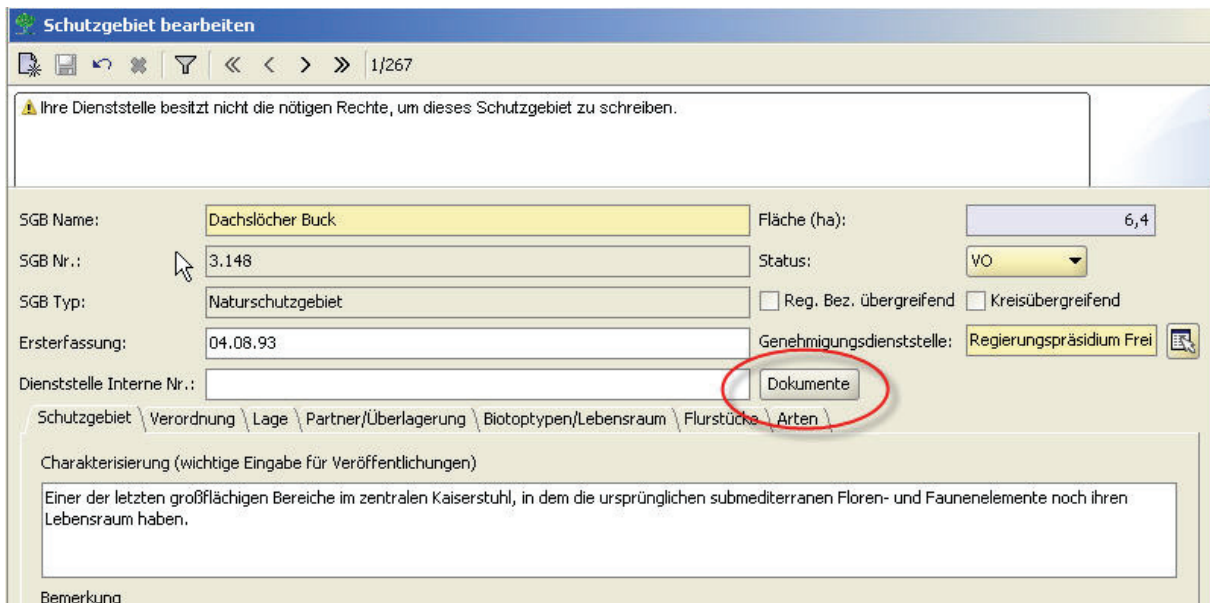 Schutzgebiet bearbeiten
1/267
Ihre Dienststelle besitzt nicht die nötigen Rechte, um dieses Schutzgebiet zu schreiben.
SGB Name: Dachslöcher Buck Fläche (ha): 6,4
SGB Nr.: 3.148 Status: VO
SGB Typ: Naturschutzgebiet Reg. Bez. übergreifend Kreisübergreifend
Ersterfassung: 04.08.93 Genehmigungsdienststelle: Regierungspräsidium Frei
Dienststelle Interne Nr.: Dokumente
Schutzgebiet Verordnung Lage Partner/Überlagerung Biotoptypen/Lebensraum Flurstücke Arten
Charakterisierung (wichtige Eingabe für Veröffentlichungen)
Einer der letzten großflächigen Bereiche im zentralen Kaiserstuhl, in dem die ursprünglichen submediterranen Floren- und Faunenelemente noch ihren
Lebensraum haben.
Bemerkung